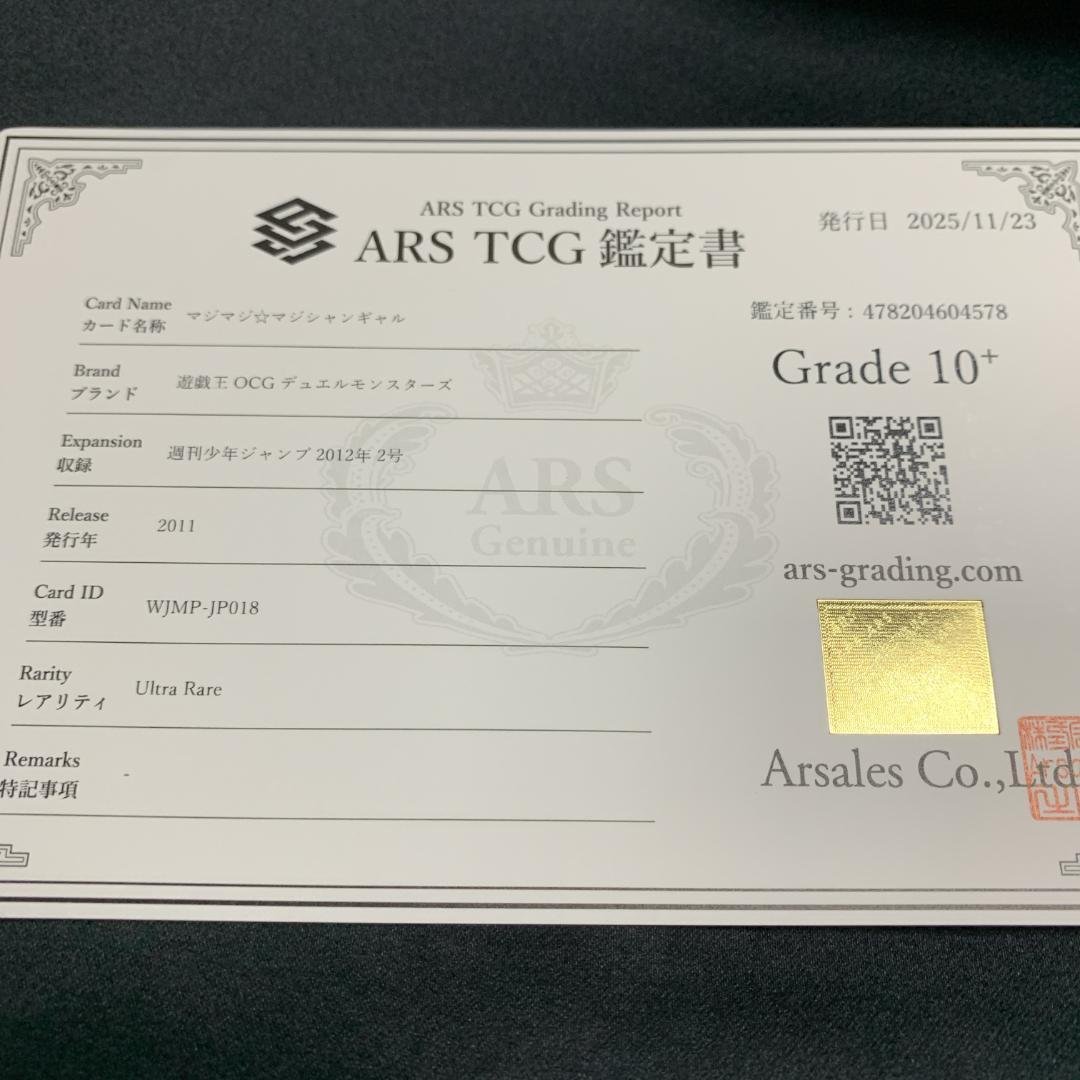 ARS TCG Grading Report
ARS TCG 鑑定書
発行日 2025/11/23
Card Name
カード名称
マジマジ☆マジシャンギャル
Brand
ブランド
遊戯王 OCG デュエルモンスターズ
Expansion
収録
週刊少年ジャンプ 2012年 2号
Release
発行年
2011
Card ID
型番
WJMP-JP018
Rarity
レアリティ
Ultra Rare
Remarks
特記事項
-
鑑定番号 : 478204604578
Grade 10+
ars-grading.com
Arsales Co.,Ltd
ARS
Genuine